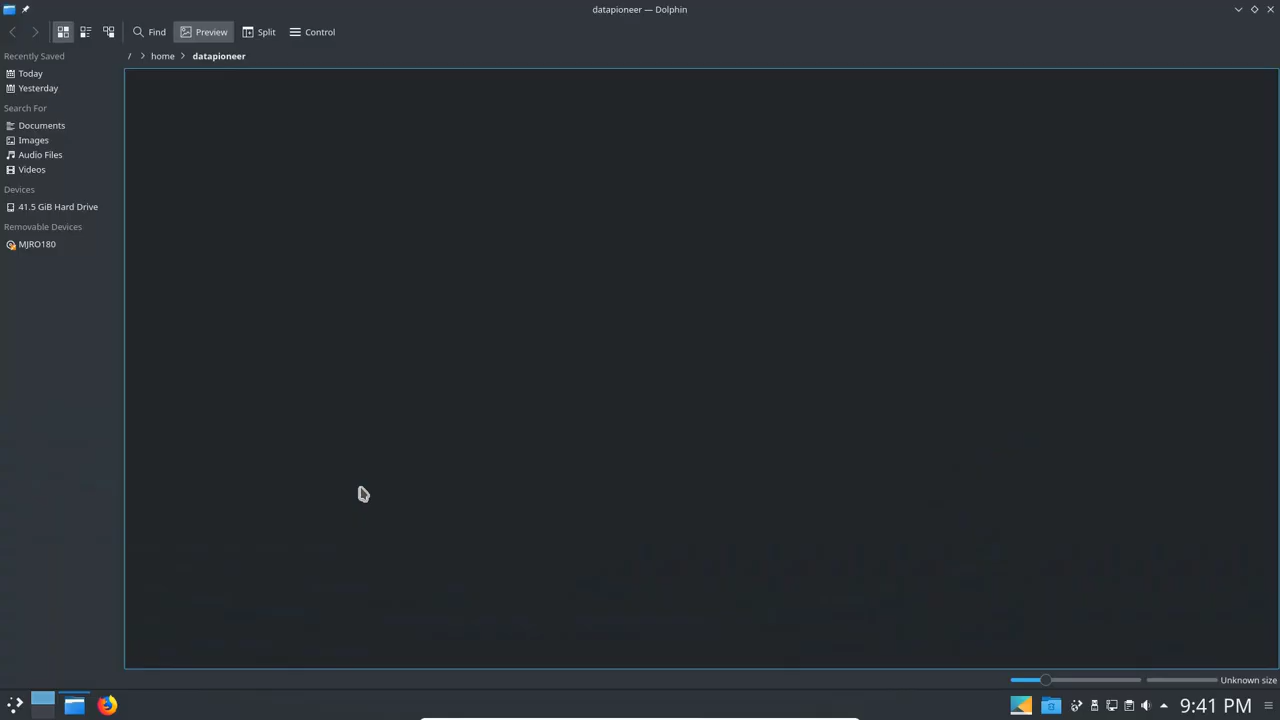 datapioneer — Dolphin
Find
Preview
Split
Control
Recently Saved
/ > home > datapioneer
Today
Yesterday
Search For
Documents
Images
Audio Files
Videos
Devices
41.5 GiB Hard Drive
Removable Devices
MJRO180
Unknown size
9:41 PM